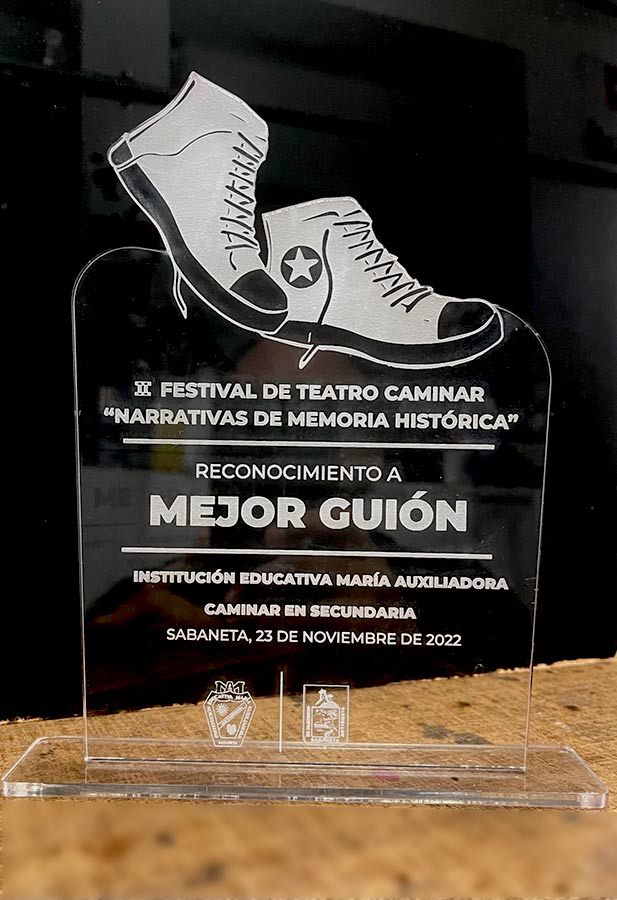 II FESTIVAL DE TEATRO CAMINAR
“NARRATIVAS DE MEMORIA HISTÓRICA”
RECONOCIMIENTO A
MEJOR GUIÓN
INSTITUCIÓN EDUCATIVA MARÍA AUXILIADORA
CAMINAR EN SECUNDARIA
SABANETA, 23 DE NOVIEMBRE DE 2022